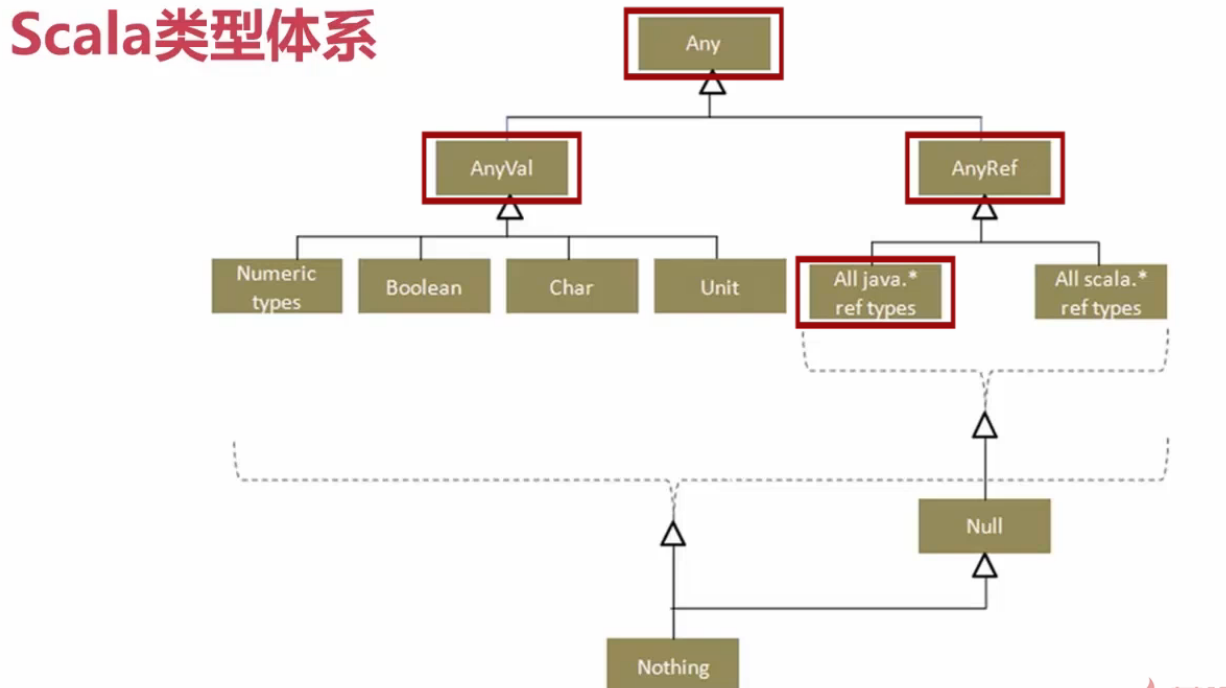 Scala类型体系
Any
AnyVal
AnyRef
Numeric
types
Boolean
Char
Unit
All java.*
ref types
All scala.*
ref types
Null
Nothing